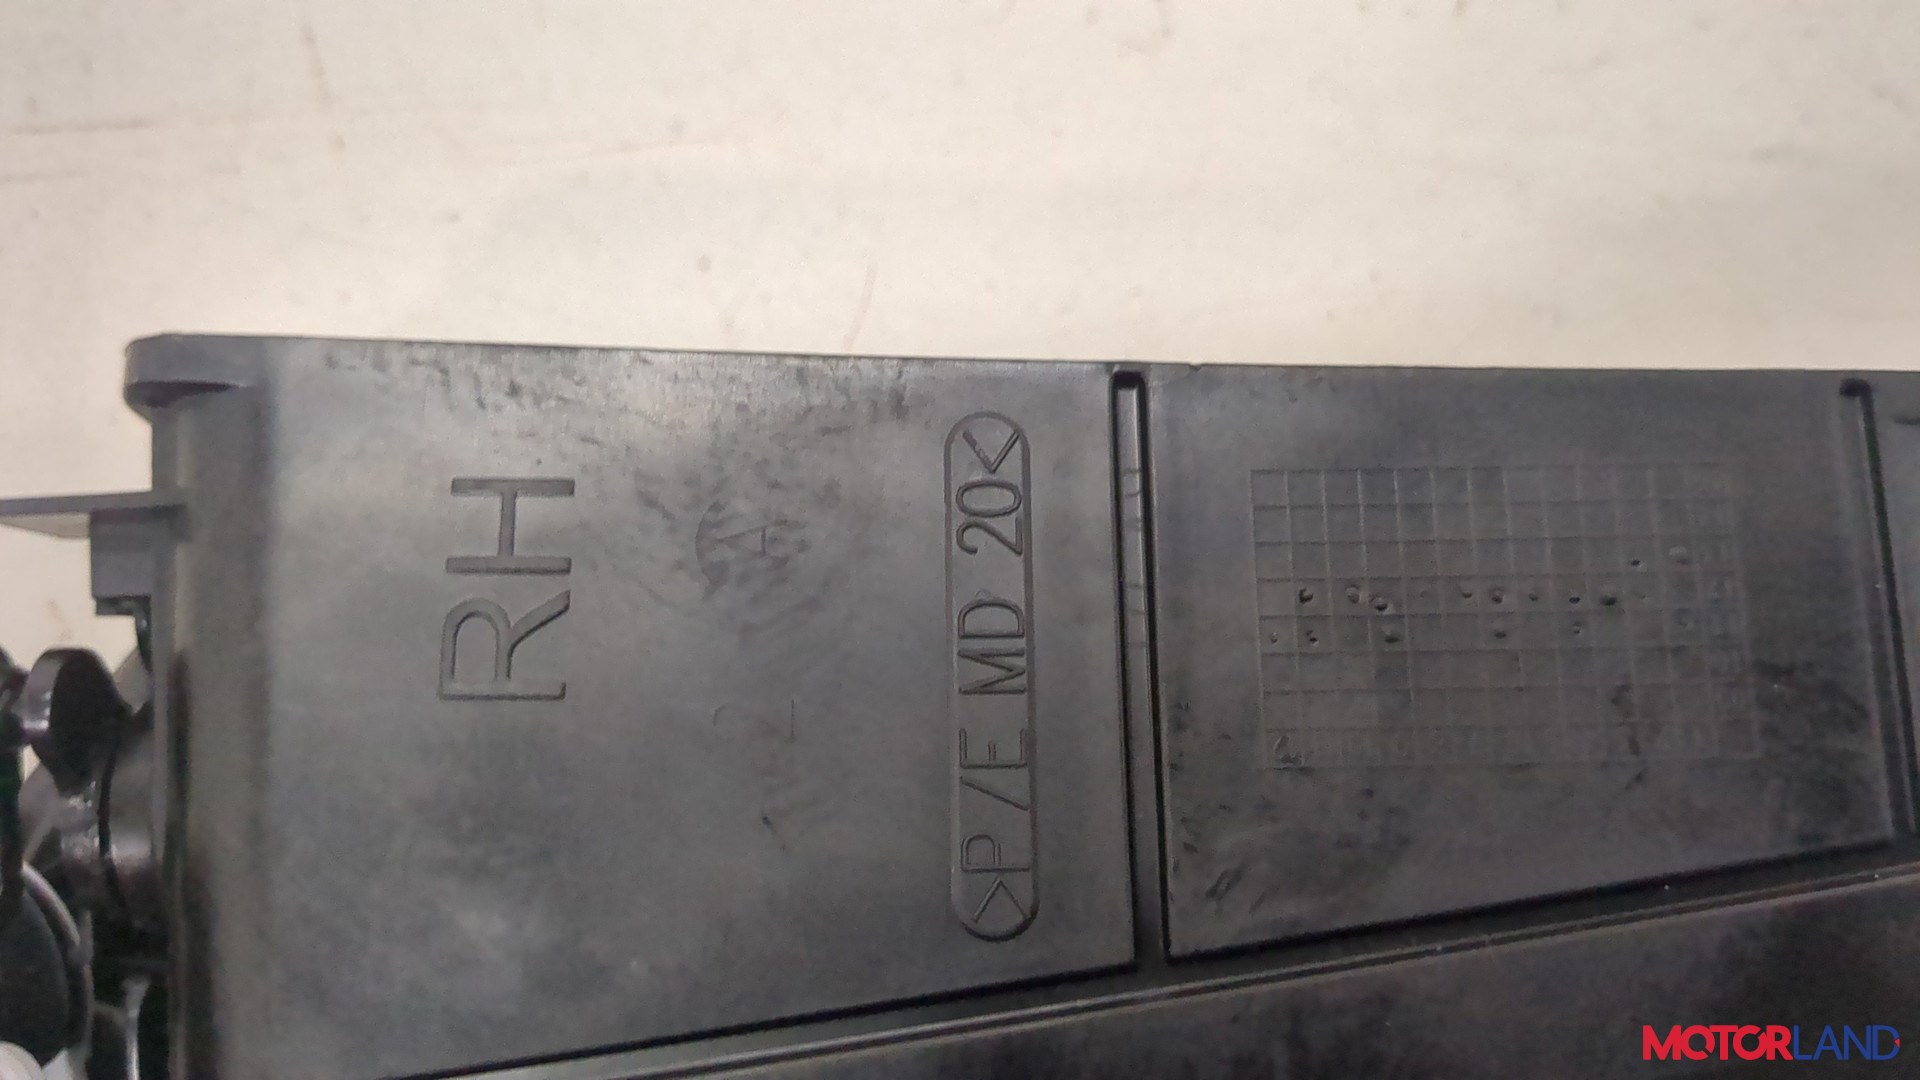 RH
A
>P/E MD 20<
MOTORLAND